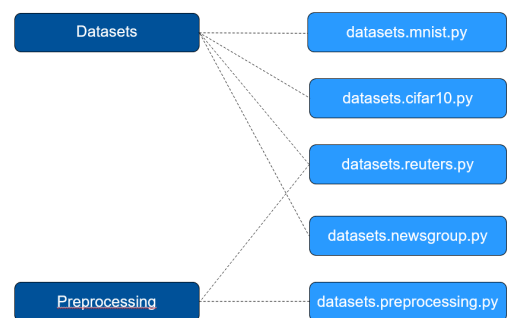 Datasets
datasets.mnist.py
datasets.cifar10.py
datasets.reuters.py
datasets.newsgroup.py
Preprocessing
datasets.preprocessing.py